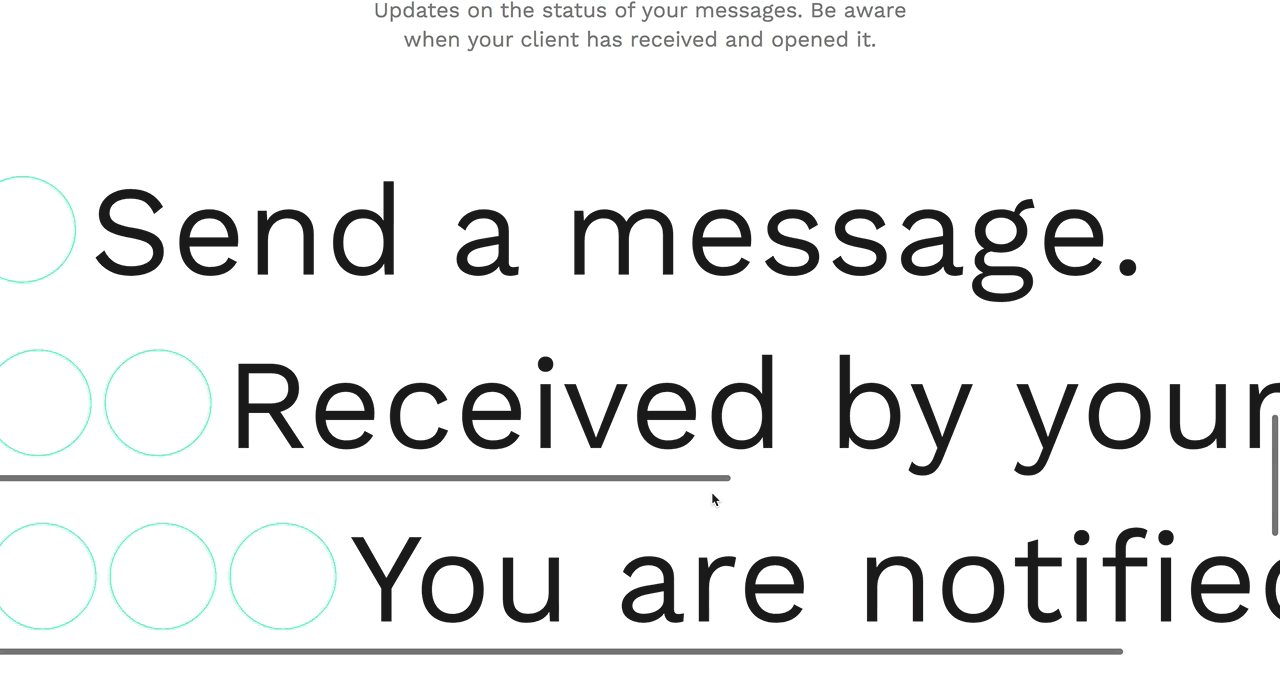 Updates on the status of your messages. Be aware
when your client has received and opened it.
Send a message.
Received by your
You are notified